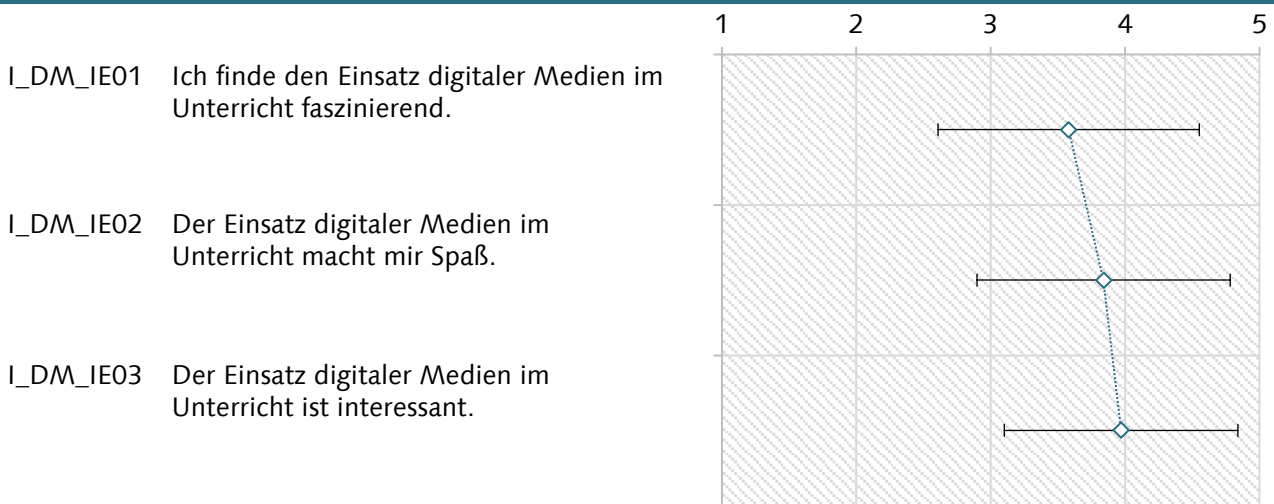 1 2 3 4 5
I_DM_IE01 Ich finde den Einsatz digitaler Medien im
Unterricht faszinierend.
I_DM_IE02 Der Einsatz digitaler Medien im
Unterricht macht mir Spaß.
I_DM_IE03 Der Einsatz digitaler Medien im
Unterricht ist interessant.